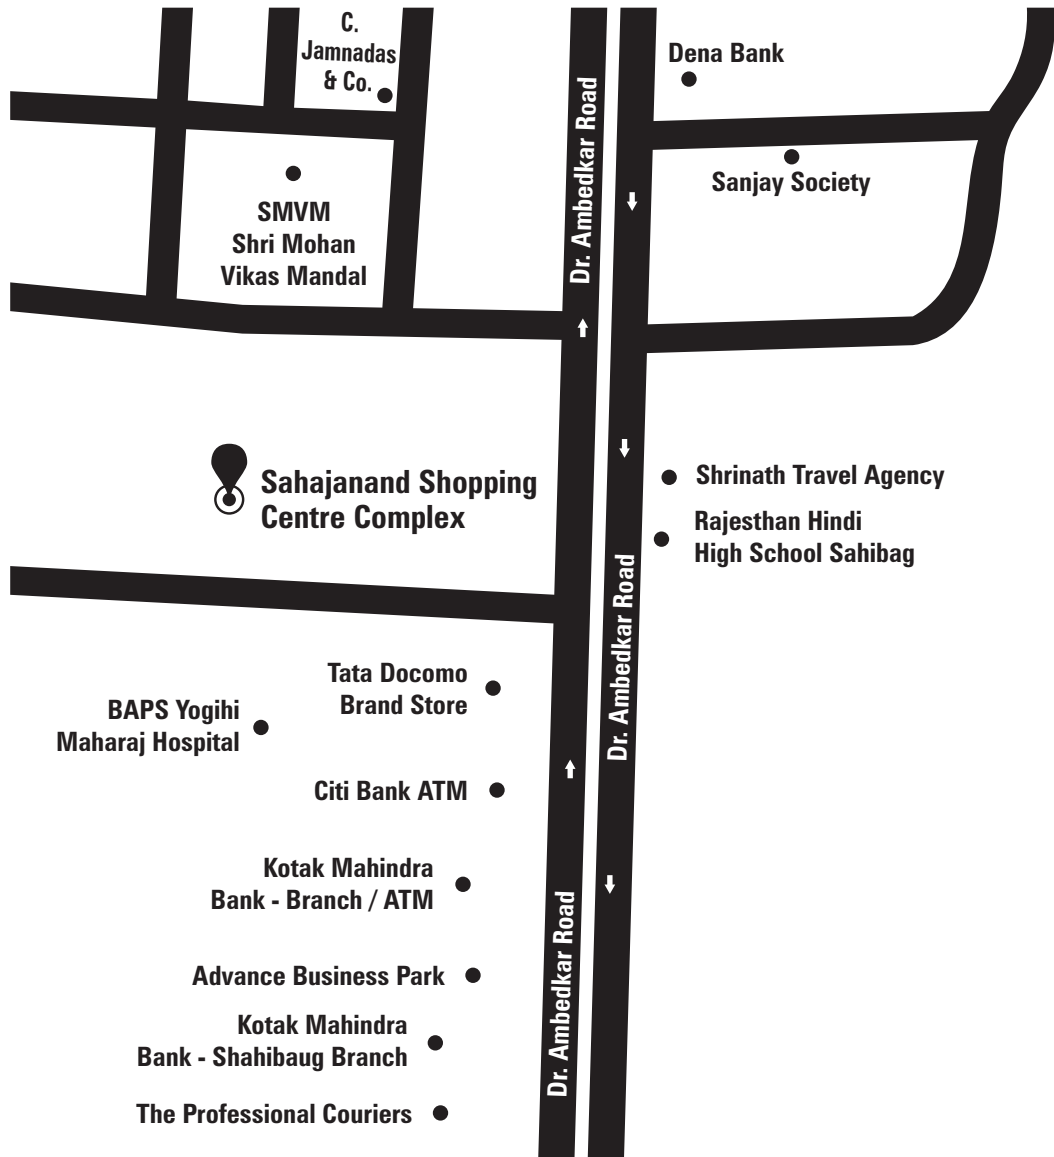 C.
Jamnadas
& Co.
Dena Bank
Dr. Ambedkar Road
Sanjay Society
SMVM
Shri Mohan
Vikas Mandal
Sahajanand Shopping
Centre Complex
Shrinath Travel Agency
Rajesthan Hindi
High School Sahibag
Dr. Ambedkar Road
Tata Docomo
Brand Store
BAPS Yogihi
Maharaj Hospital
Citi Bank ATM
Kotak Mahindra
Bank - Branch / ATM
Dr. Ambedkar Road
Advance Business Park
Kotak Mahindra
Bank - Shahibaug Branch
The Professional Couriers